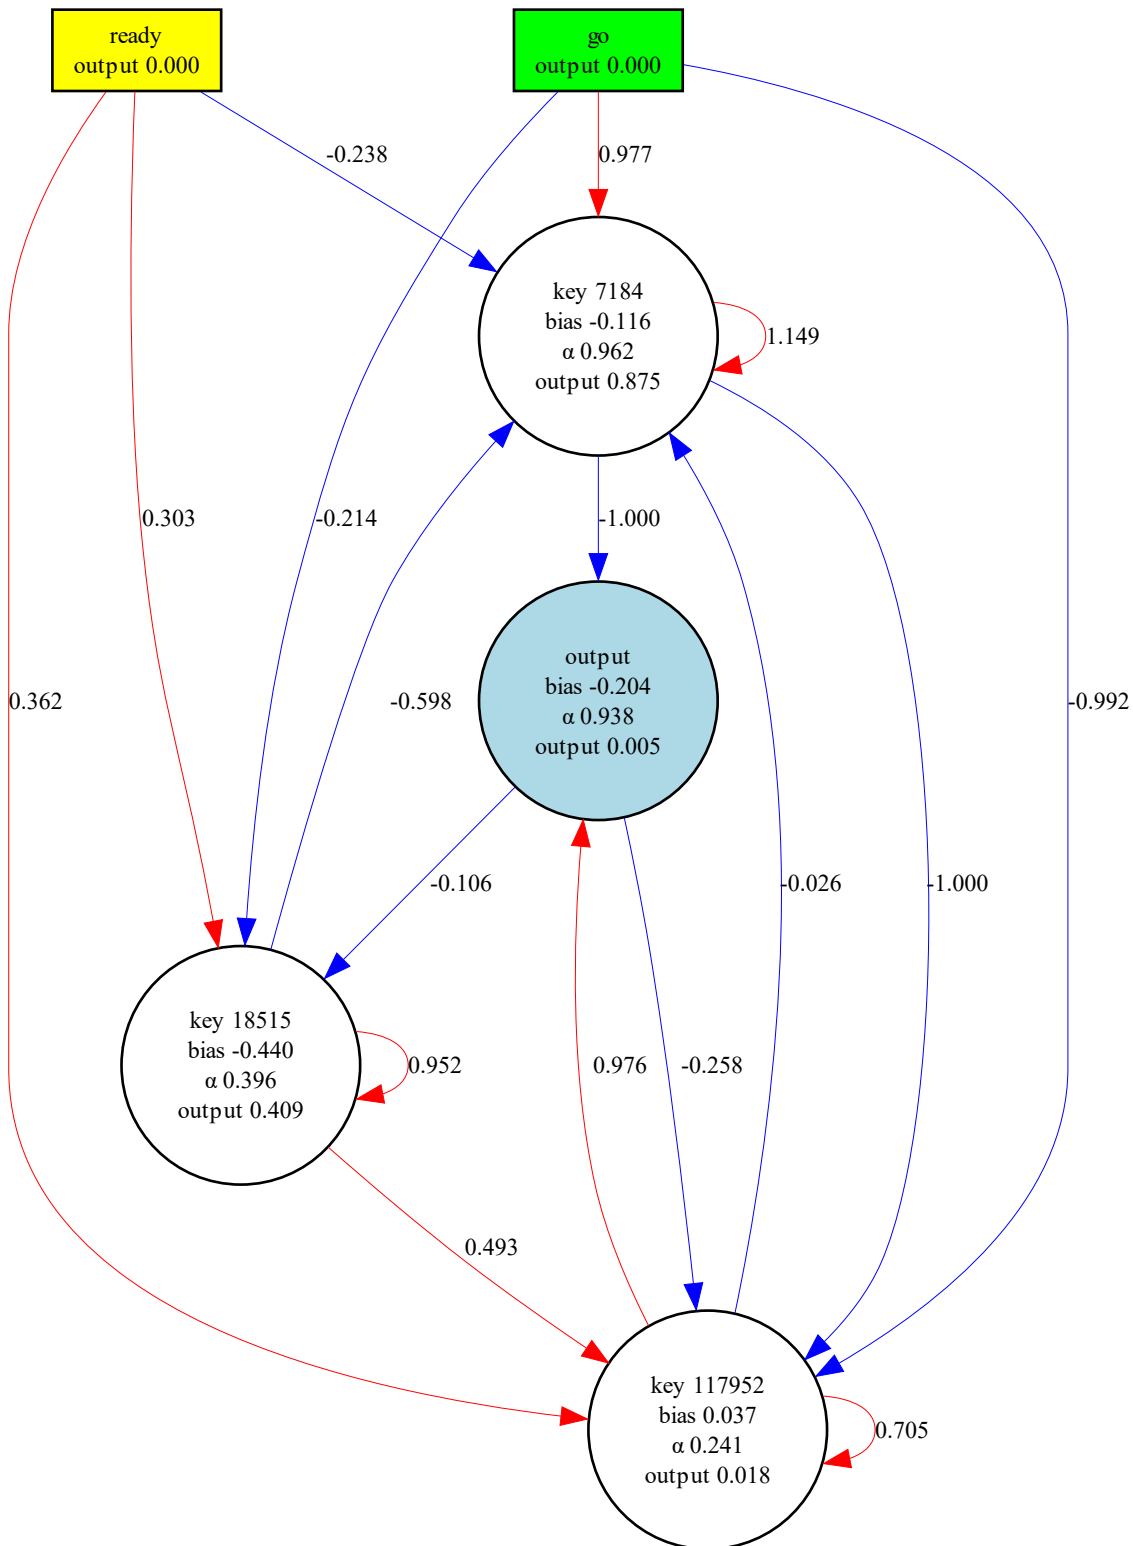 ready
output 0.000
go
output 0.000
-0.238
0.977
key 7184
bias -0.116
α 0.962
output 0.875
1.149
0.303
-0.214
-1.000
output
bias -0.204
α 0.938
output 0.005
0.362
-0.598
-0.992
-0.106
-0.026
-1.000
key 18515
bias -0.440
α 0.396
output 0.409
0.952
0.976
-0.258
0.493
key 117952
bias 0.037
α 0.241
output 0.018
0.705